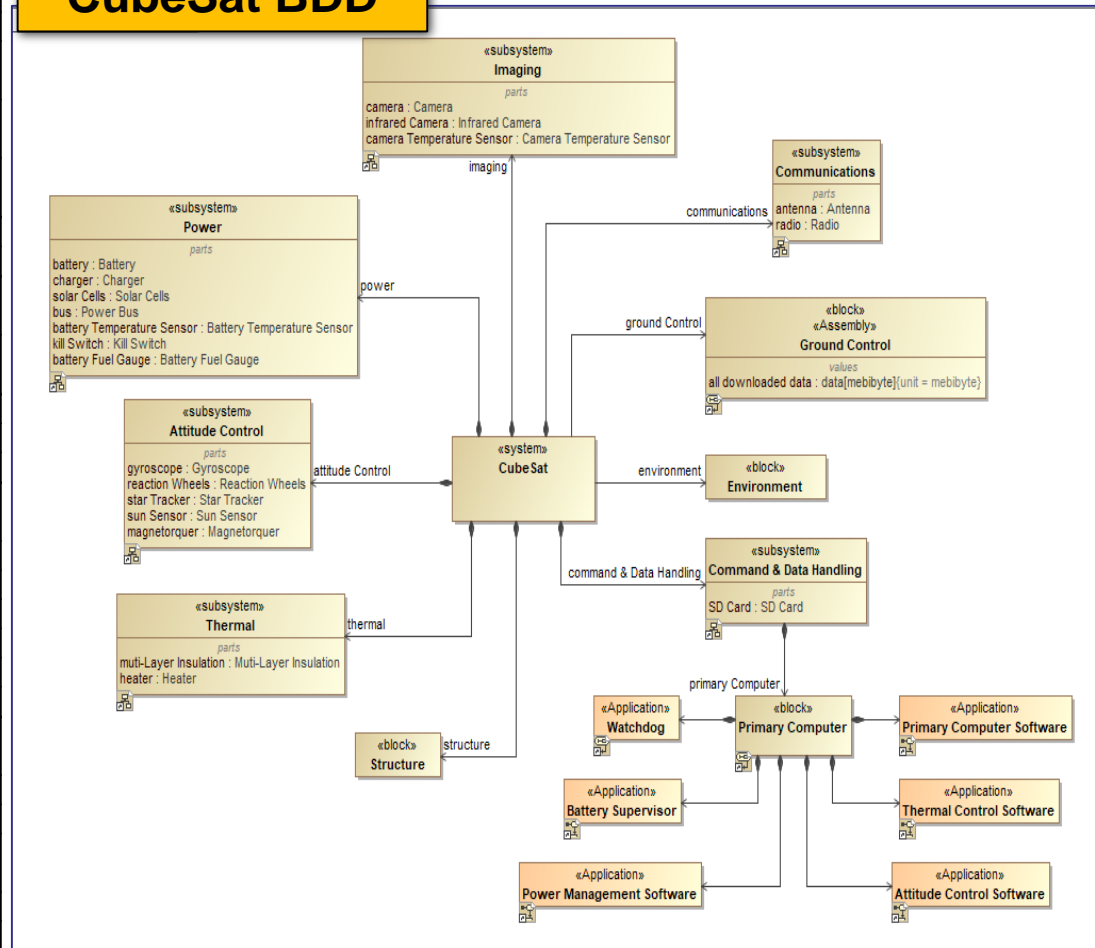 CubeSat BDD
«subsystem»
Imaging
parts
camera : Camera
infrared Camera : Infrared Camera
camera Temperature Sensor : Camera Temperature Sensor
imaging
«subsystem»
Communications
parts
antenna : Antenna
radio : Radio
communications
«subsystem»
Power
parts
battery : Battery
charger : Charger
solar Cells : Solar Cells
bus : Power Bus
battery Temperature Sensor : Battery Temperature Sensor
kill Switch : Kill Switch
battery Fuel Gauge : Battery Fuel Gauge
power
«block»
«Assembly»
Ground Control
values
all downloaded data : data[mebibyte]{unit = mebibyte}
ground Control
«subsystem»
Attitude Control
parts
gyroscope : Gyroscope
reaction Wheels : Reaction Wheels
star Tracker : Star Tracker
sun Sensor : Sun Sensor
magnetorquer : Magnetorquer
attitude Control
«system»
CubeSat
environment
«block»
Environment
«subsystem»
Command & Data Handling
parts
SD Card : SD Card
command & Data Handling
«subsystem»
Thermal
parts
muti-Layer Insulation : Muti-Layer Insulation
heater : Heater
thermal
primary Computer
«block»
Structure
structure
«Application»
Watchdog
«block»
Primary Computer
«Application»
Primary Computer Software
«Application»
Battery Supervisor
«Application»
Thermal Control Software
«Application»
Power Management Software
«Application»
Attitude Control Software